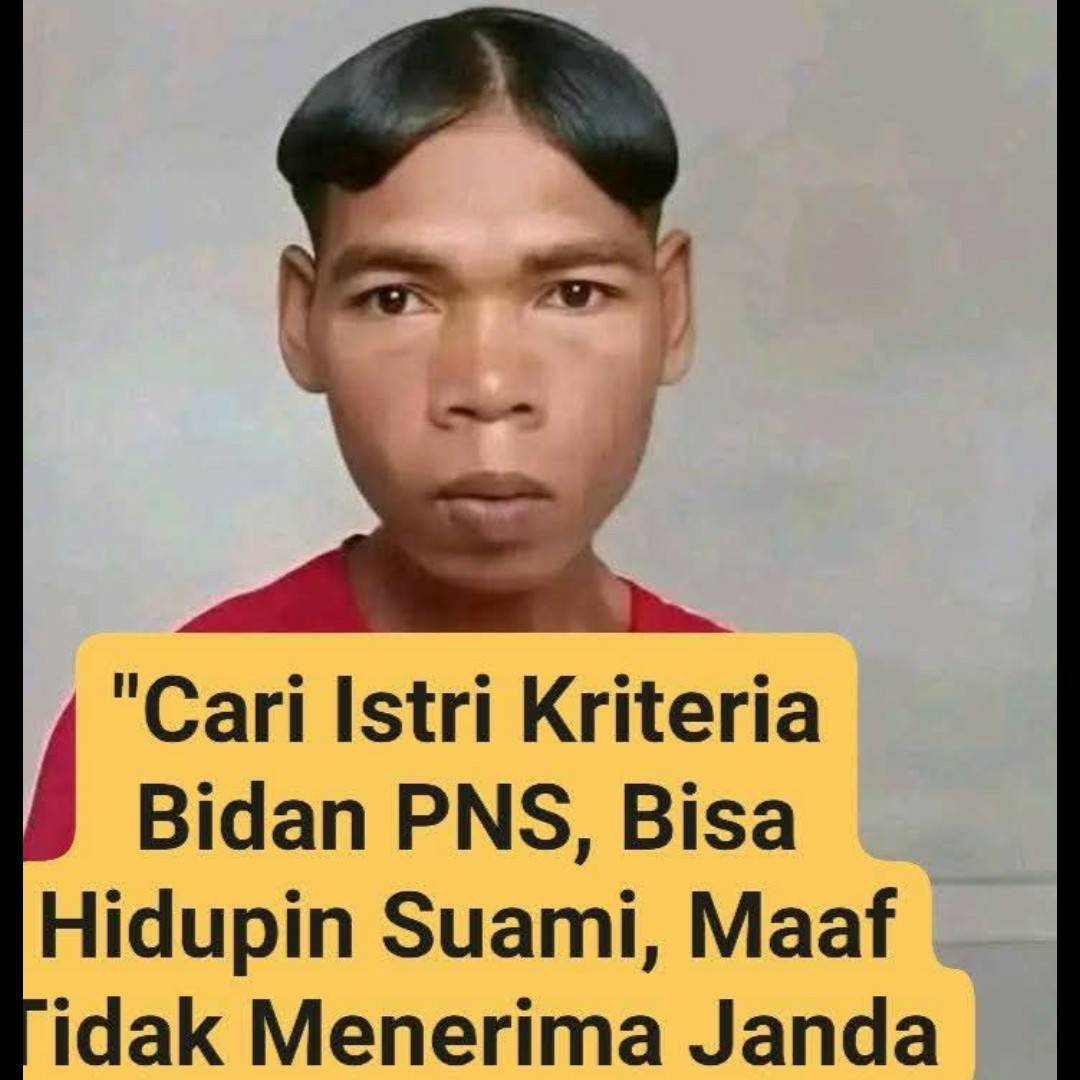 "Cari Istri Kriteria
Bidan PNS, Bisa
Hidupin Suami, Maaf
Tidak Menerima Janda